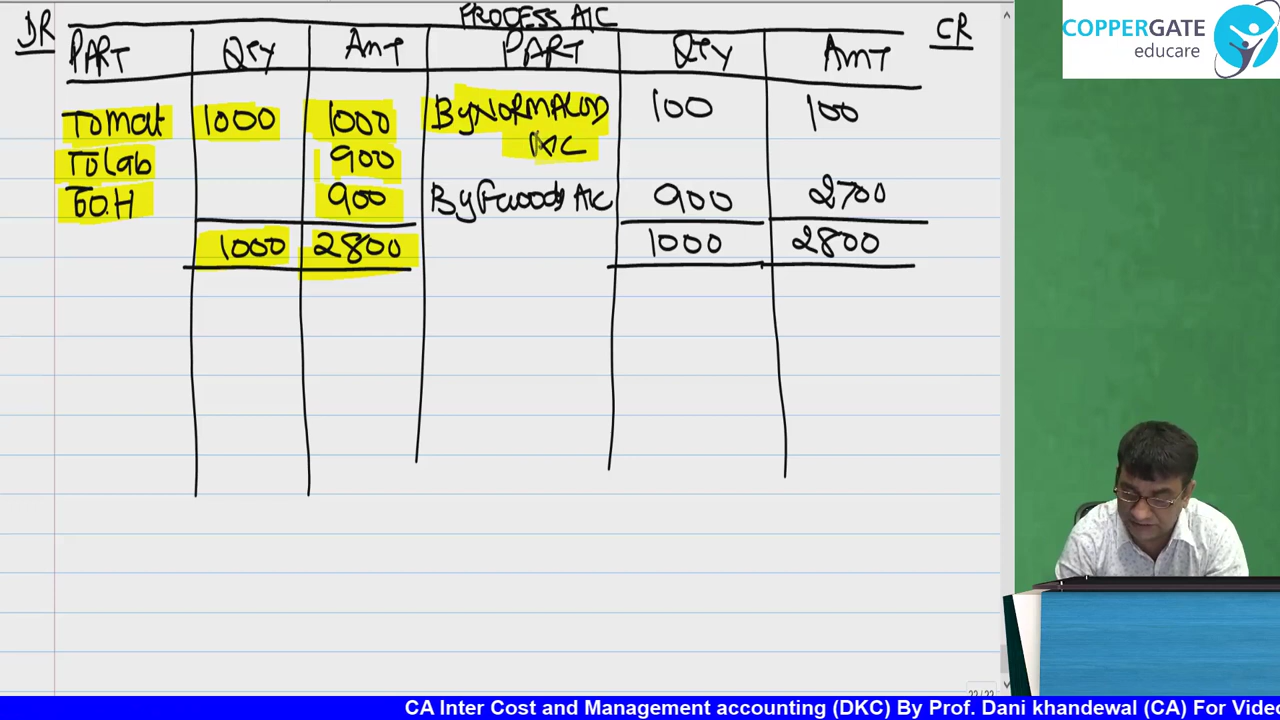 PROCESS A/C
DR CR
PART QTY AMT PART QTY AMT
TO mat 1000 1000 By NORMAL LOSS A/C 100 100
TO Lab 900
TO O.H 900 By F. Goods A/C 900 2700
1000 2800 1000 2800
COPPERGATE
educare
CA Inter Cost and Management accounting (DKC) By Prof. Dani khandewal (CA) For Vide